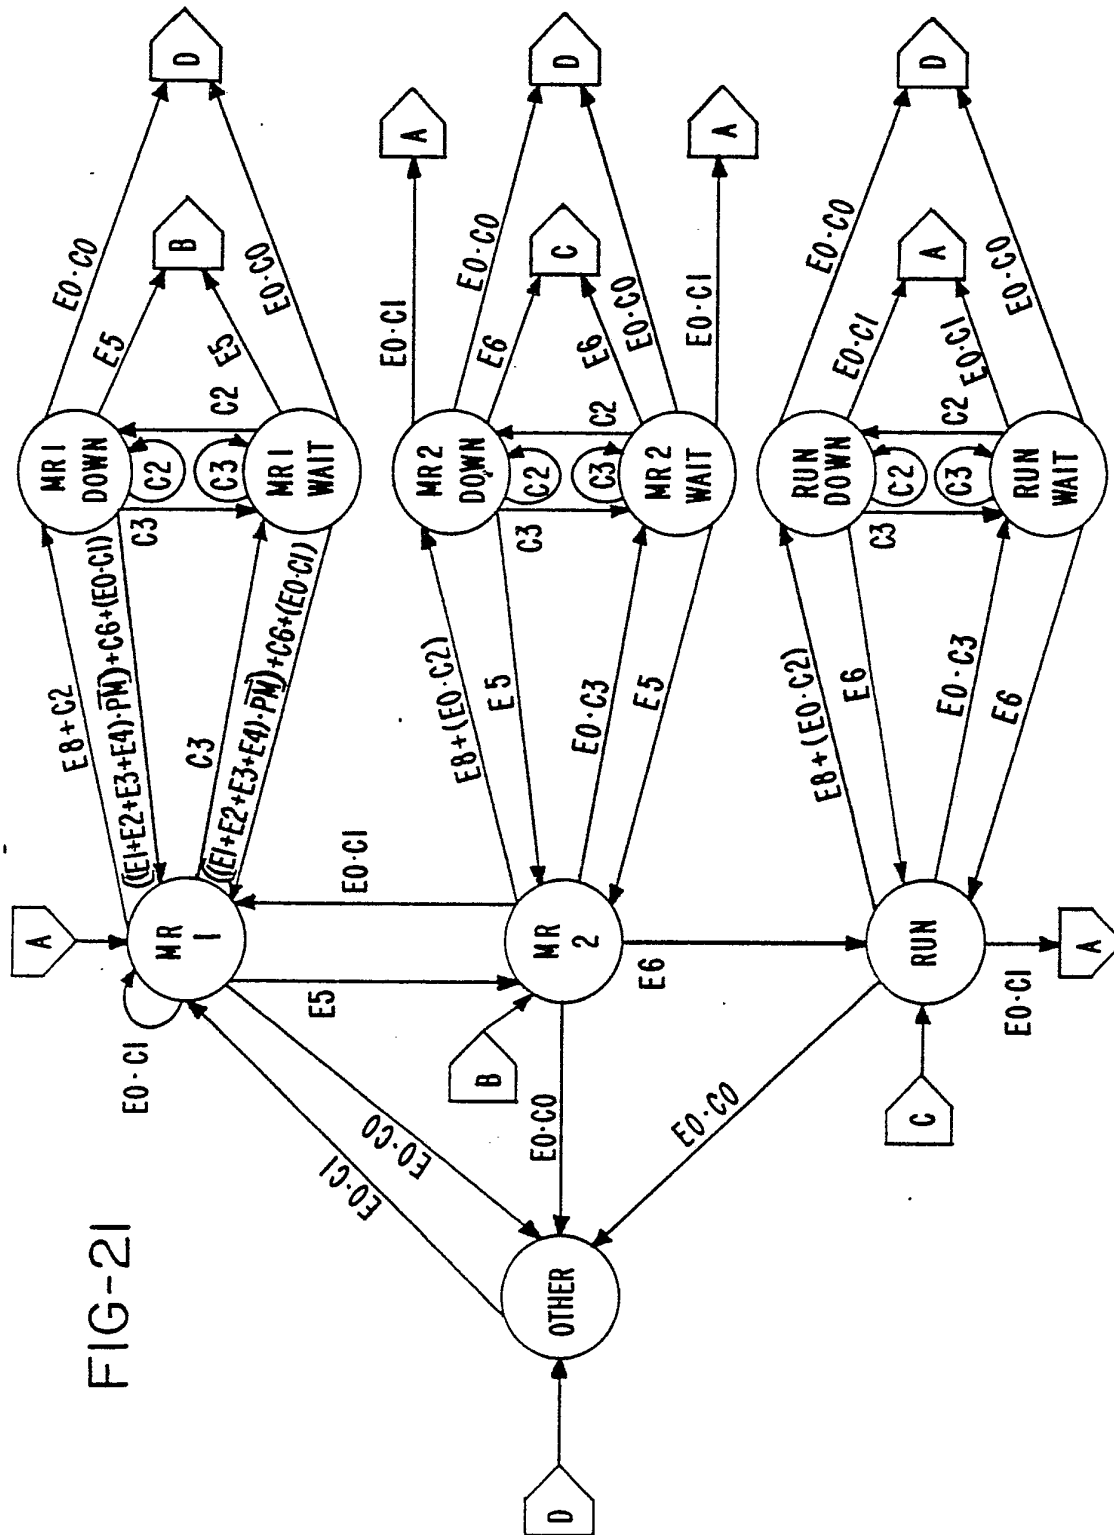 FIG-21
D
OTHER
E0·C1
E0·C0
E0·C0
E0·C0
E0·C1
A
MR
1
E5
E0·C1
B
MR
2
E6
C
RUN
E0·C1
A
E8+C2
((E1+E2+E3+E4)·PM)+C6+(E0·C1)
C3
((E1+E2+E3+E4)·PM)+C6+(E0·C1)
E8+(E0·C2)
E5
E0·C3
E5
E8+(E0·C2)
E6
E0·C3
E6
MR1
DOWN
C3
C2
C3
C2
MR1
WAIT
MR2
DOWN
C3
C2
C3
C2
MR2
WAIT
RUN
DOWN
C3
C2
C3
C2
RUN
WAIT
E0·C0
E5
E5
E0·C0
B
D
E0·C1
A
E0·C0
E6
E6
E0·C0
C
D
E0·C1
A
E0·C0
E0·C1
E0·C1
E0·C0
A
D